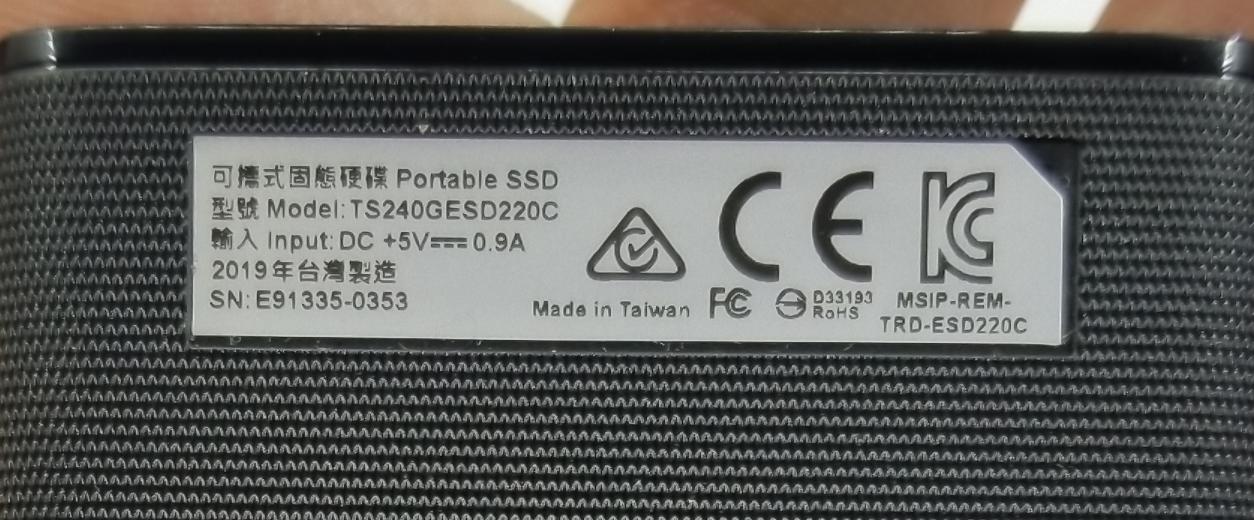 可攜式固態硬碟 Portable SSD
型號 Model: TS240GESD220C
輸入 Input: DC +5V⎓0.9A
2019年台灣製造
SN: E91335-0353
Made in Taiwan
CE
FC
D33193
RoHS
MSIP-REM-
TRD-ESD220C